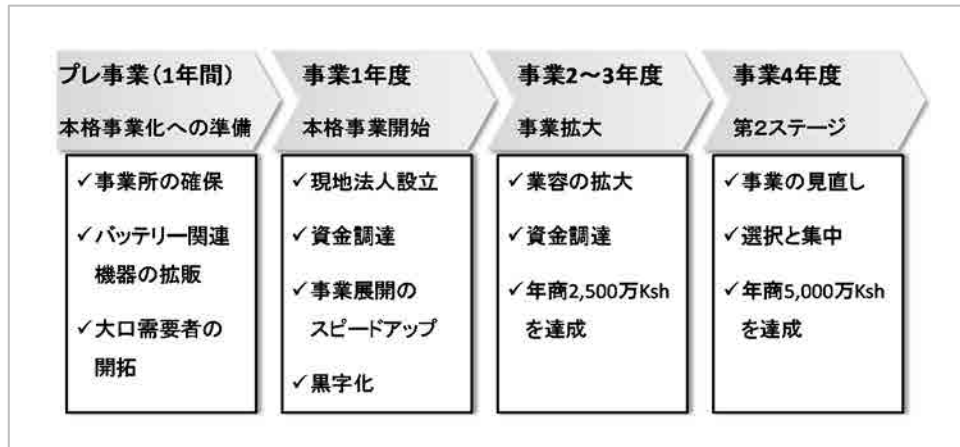 プレ事業(1年間)
本格事業化への準備
✓事業所の確保
✓バッテリー関連
機器の拡販
✓大口需要者の
開拓
事業1年度
本格事業開始
✓現地法人設立
✓資金調達
✓事業展開の
スピードアップ
✓黒字化
事業2～3年度
事業拡大
✓業容の拡大
✓資金調達
✓年商2,500万Ksh
を達成
事業4年度
第2ステージ
✓事業の見直し
✓選択と集中
✓年商5,000万Ksh
を達成